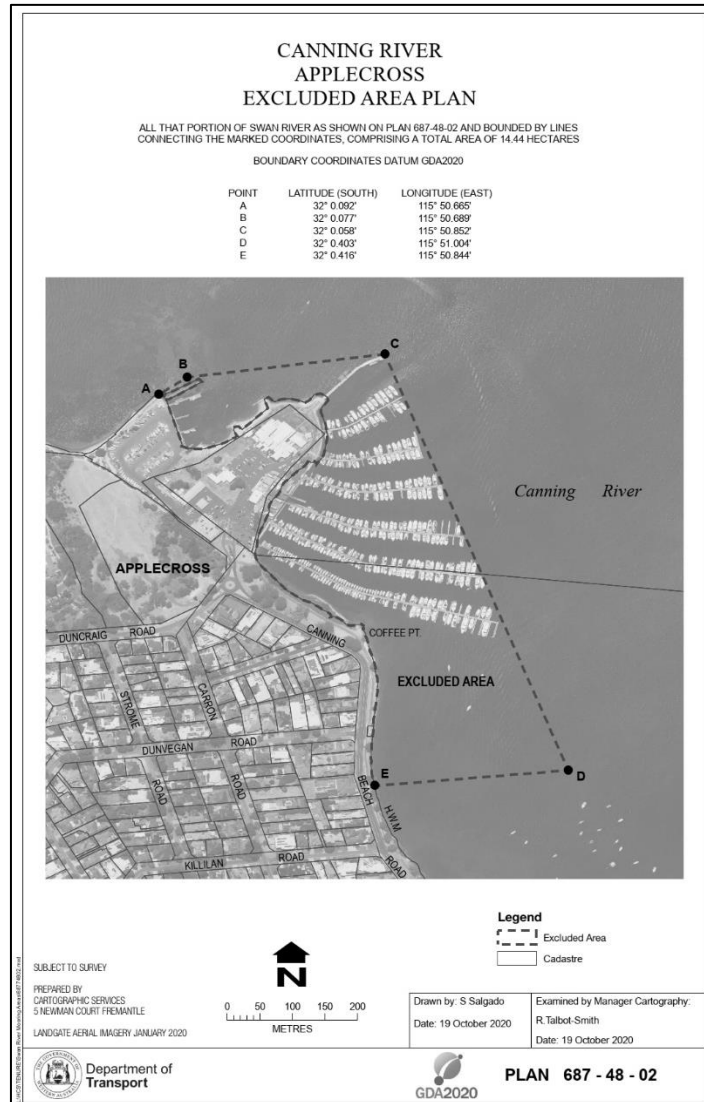 CANNING RIVER
APPLECROSS
EXCLUDED AREA PLAN
ALL THAT PORTION OF SWAN RIVER AS SHOWN ON PLAN 687-48-02 AND BOUNDED BY LINES
CONNECTING THE MARKED COORDINATES, COMPRISING A TOTAL AREA OF 14.44 HECTARES
BOUNDARY COORDINATES DATUM GDA2020
POINT LATITUDE (SOUTH) LONGITUDE (EAST)
A 32° 0.092' 115° 50.665'
B 32° 0.077' 115° 50.689'
C 32° 0.058' 115° 50.852'
D 32° 0.403' 115° 51.004'
E 32° 0.416' 115° 50.844'
C
B
A
Canning River
APPLECROSS
COFFEE PT.
DUNCRAIG ROAD
CANNING
EXCLUDED AREA
STROME
CARRON
DUNVEGAN ROAD
ROAD
ROAD
BEACH
E
D
H.W.M.
KILLILAN ROAD
ROAD
Legend
Excluded Area
Cadastre
SUBJECT TO SURVEY
PREPARED BY
CARTOGRAPHIC SERVICES
5 NEWMAN COURT FREMANTLE
LANDGATE AERIAL IMAGERY JANUARY 2020
N
0 50 100 150 200
METRES
Drawn by: S Salgado
Date: 19 October 2020
Examined by Manager Cartography:
R.Talbot-Smith
Date: 19 October 2020
Department of
Transport
GDA2020
PLAN 687 - 48 - 02